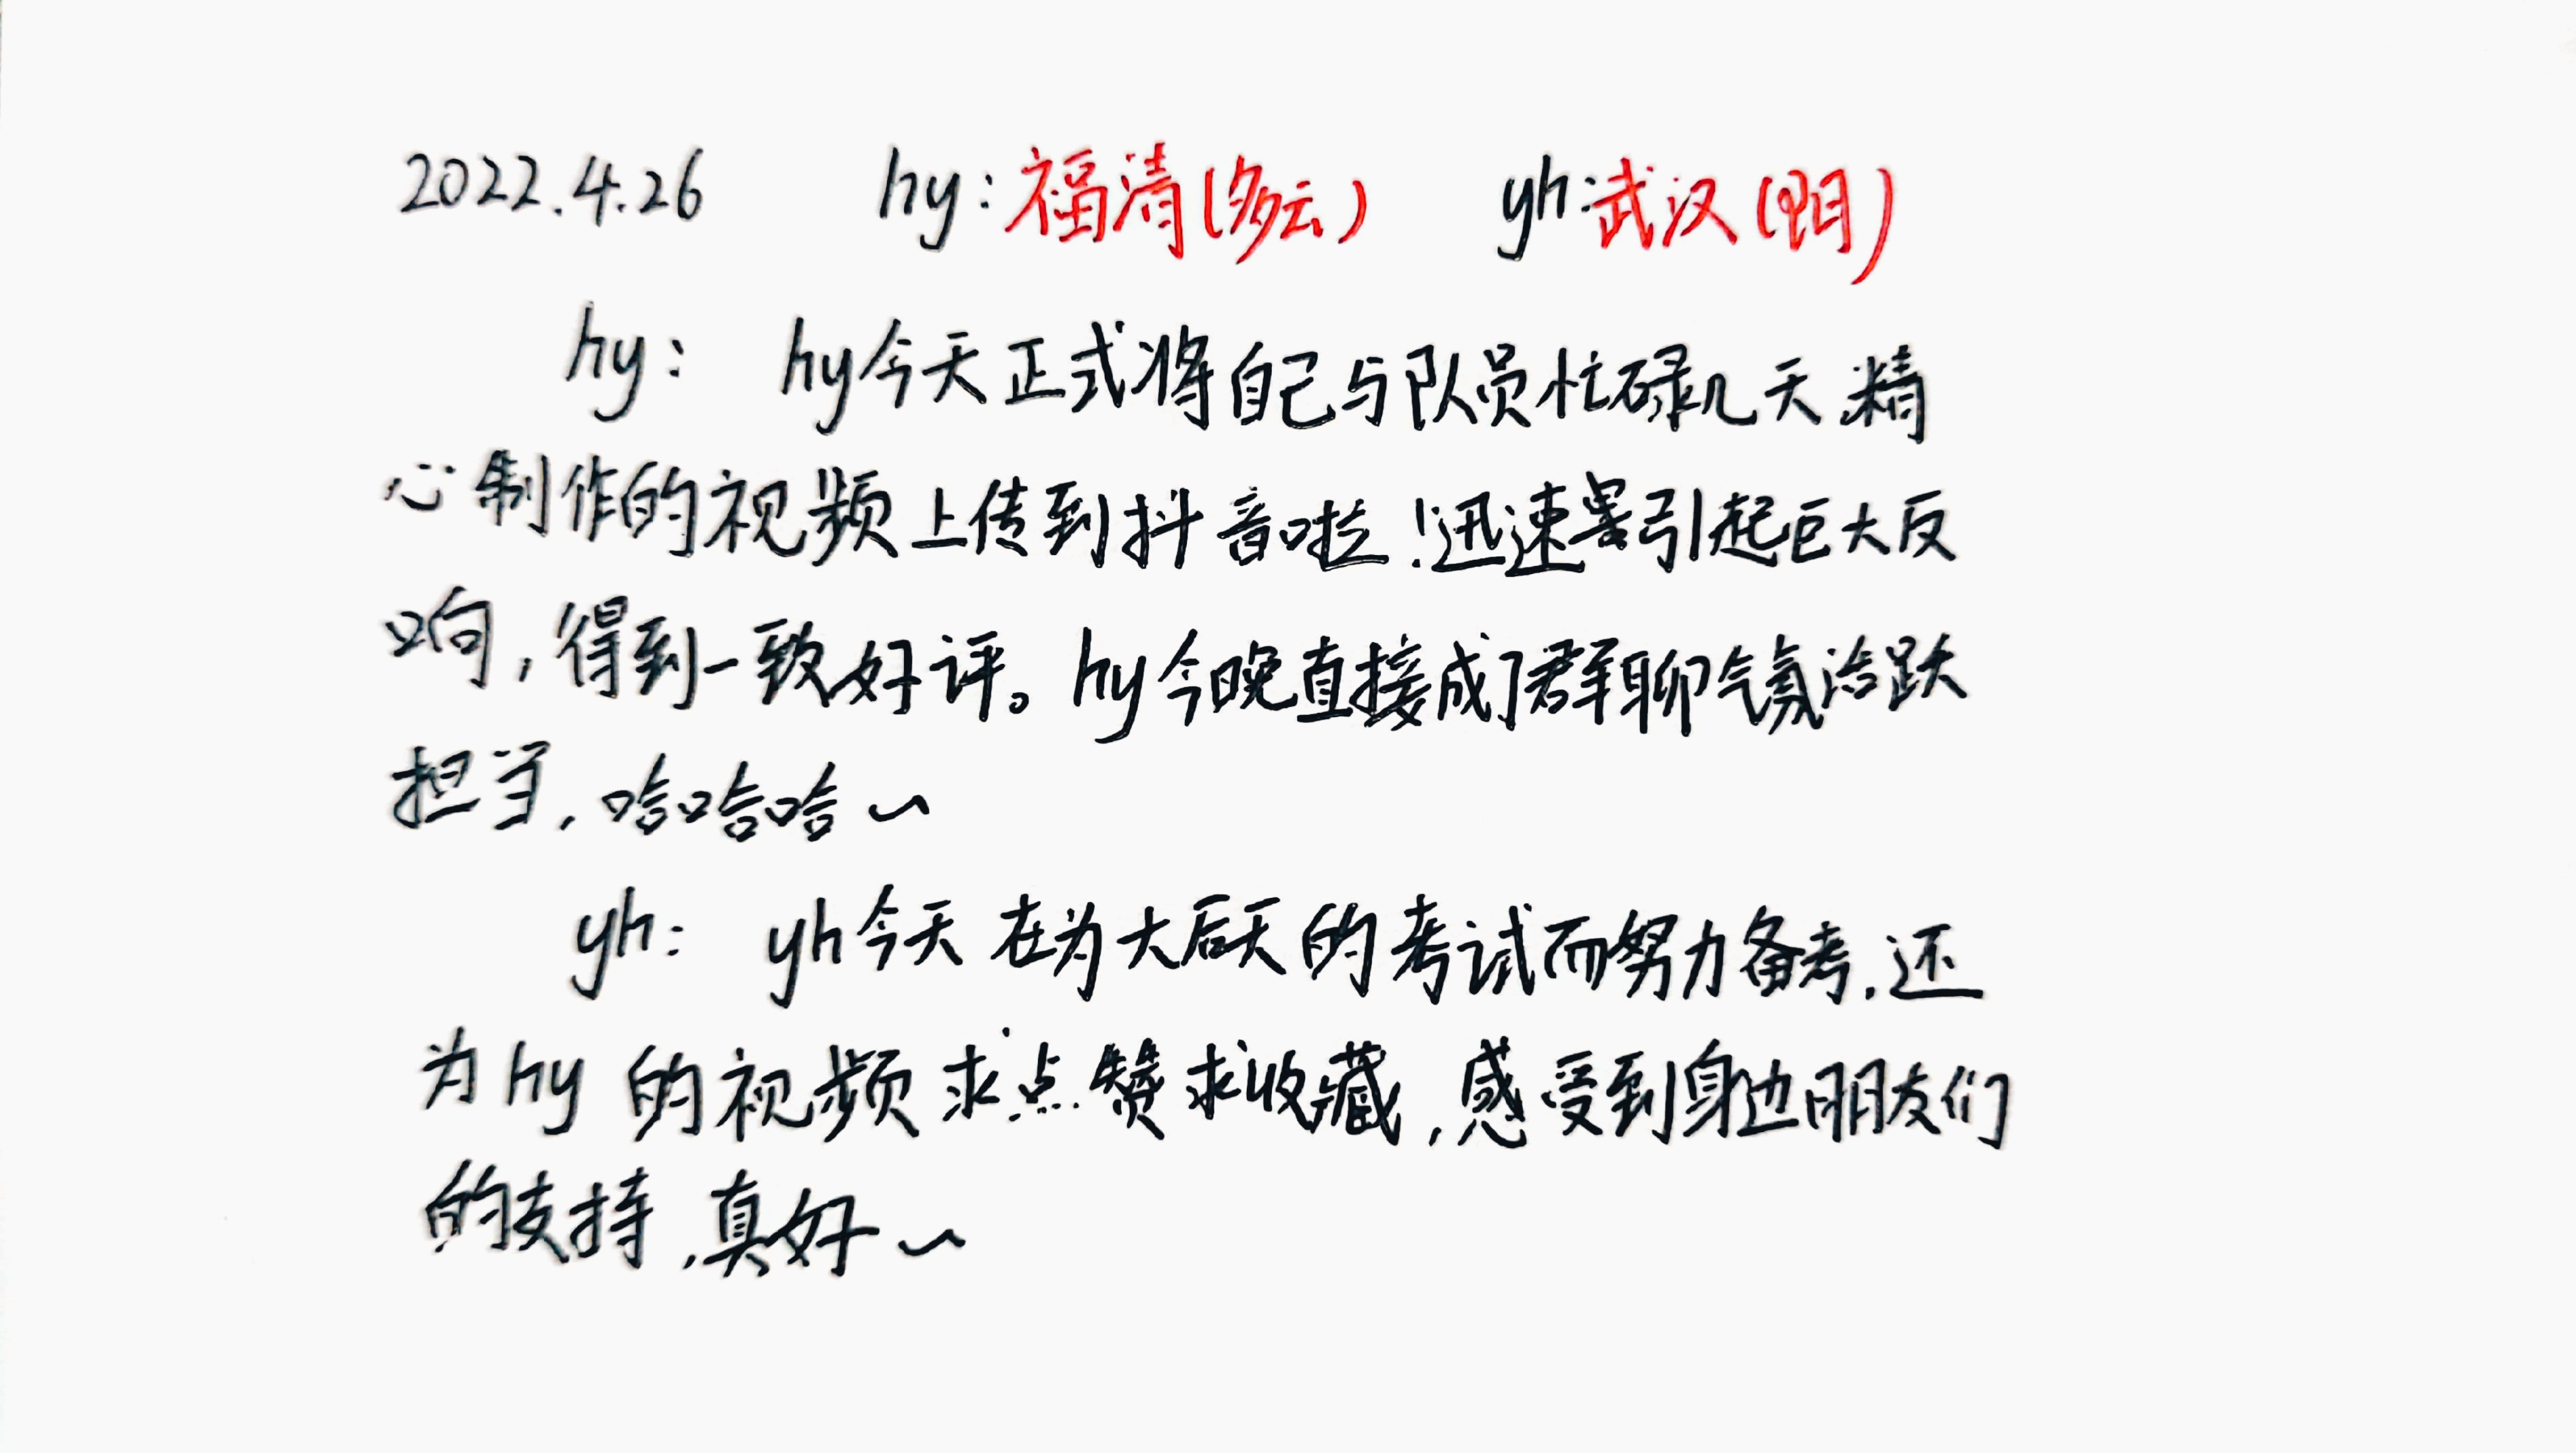 2022.4.26 hy:福清(多云) yh:武汉(阴)
hy: hy今天正式将自己与队员忙碌几天,精
心制作的视频上传到抖音啦!迅速引起巨大反
响,得到一致好评。hy今晚直接成了群聊气氛活跃
担当,哈哈哈~
yh: yh今天在为大后天的考试而努力备考,还
为hy的视频求点赞求收藏,感受到身边朋友们
的支持,真好~